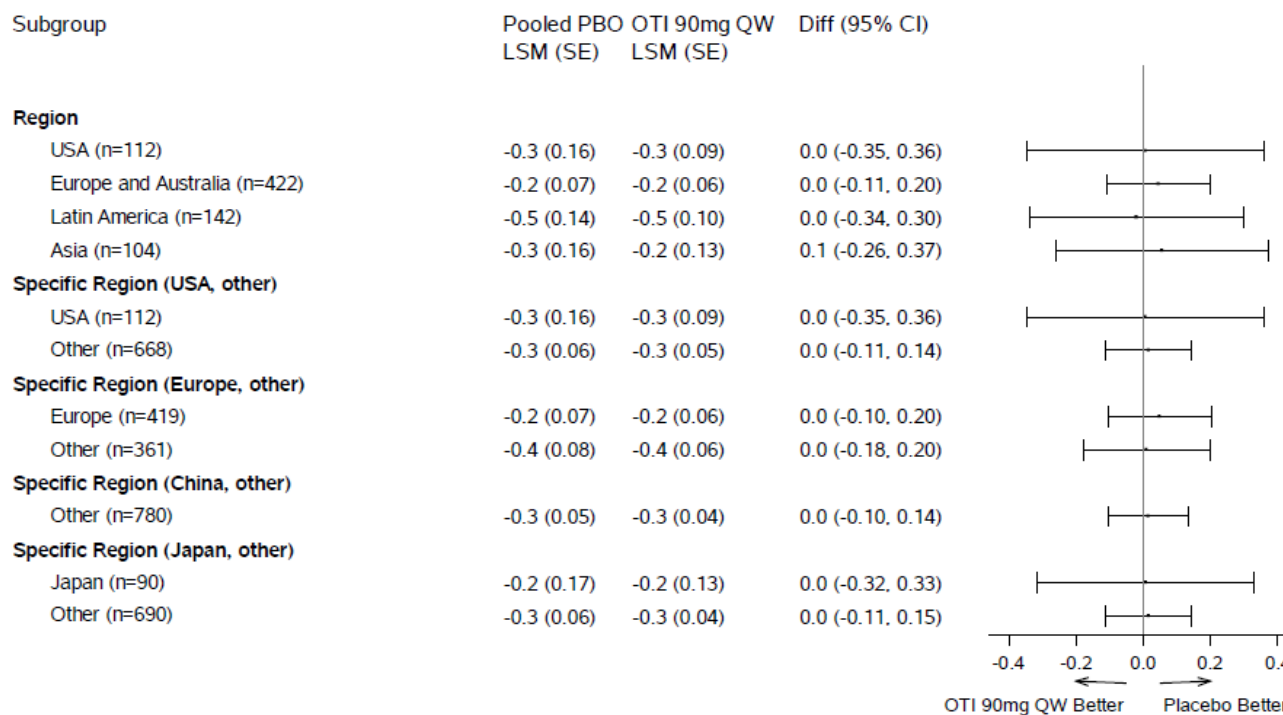 Subgroup Pooled PBO OTI 90mg QW Diff (95% CI)
LSM (SE) LSM (SE)
Region
USA (n=112) -0.3 (0.16) -0.3 (0.09) 0.0 (-0.35, 0.36)
Europe and Australia (n=422) -0.2 (0.07) -0.2 (0.06) 0.0 (-0.11, 0.20)
Latin America (n=142) -0.5 (0.14) -0.5 (0.10) 0.0 (-0.34, 0.30)
Asia (n=104) -0.3 (0.16) -0.2 (0.13) 0.1 (-0.26, 0.37)
Specific Region (USA, other)
USA (n=112) -0.3 (0.16) -0.3 (0.09) 0.0 (-0.35, 0.36)
Other (n=668) -0.3 (0.06) -0.3 (0.05) 0.0 (-0.11, 0.14)
Specific Region (Europe, other)
Europe (n=419) -0.2 (0.07) -0.2 (0.06) 0.0 (-0.10, 0.20)
Other (n=361) -0.4 (0.08) -0.4 (0.06) 0.0 (-0.18, 0.20)
Specific Region (China, other)
Other (n=780) -0.3 (0.05) -0.3 (0.04) 0.0 (-0.10, 0.14)
Specific Region (Japan, other)
Japan (n=90) -0.2 (0.17) -0.2 (0.13) 0.0 (-0.32, 0.33)
Other (n=690) -0.3 (0.06) -0.3 (0.04) 0.0 (-0.11, 0.15)
-0.4 -0.2 0.0 0.2 0.4
OTI 90mg QW Better Placebo Better